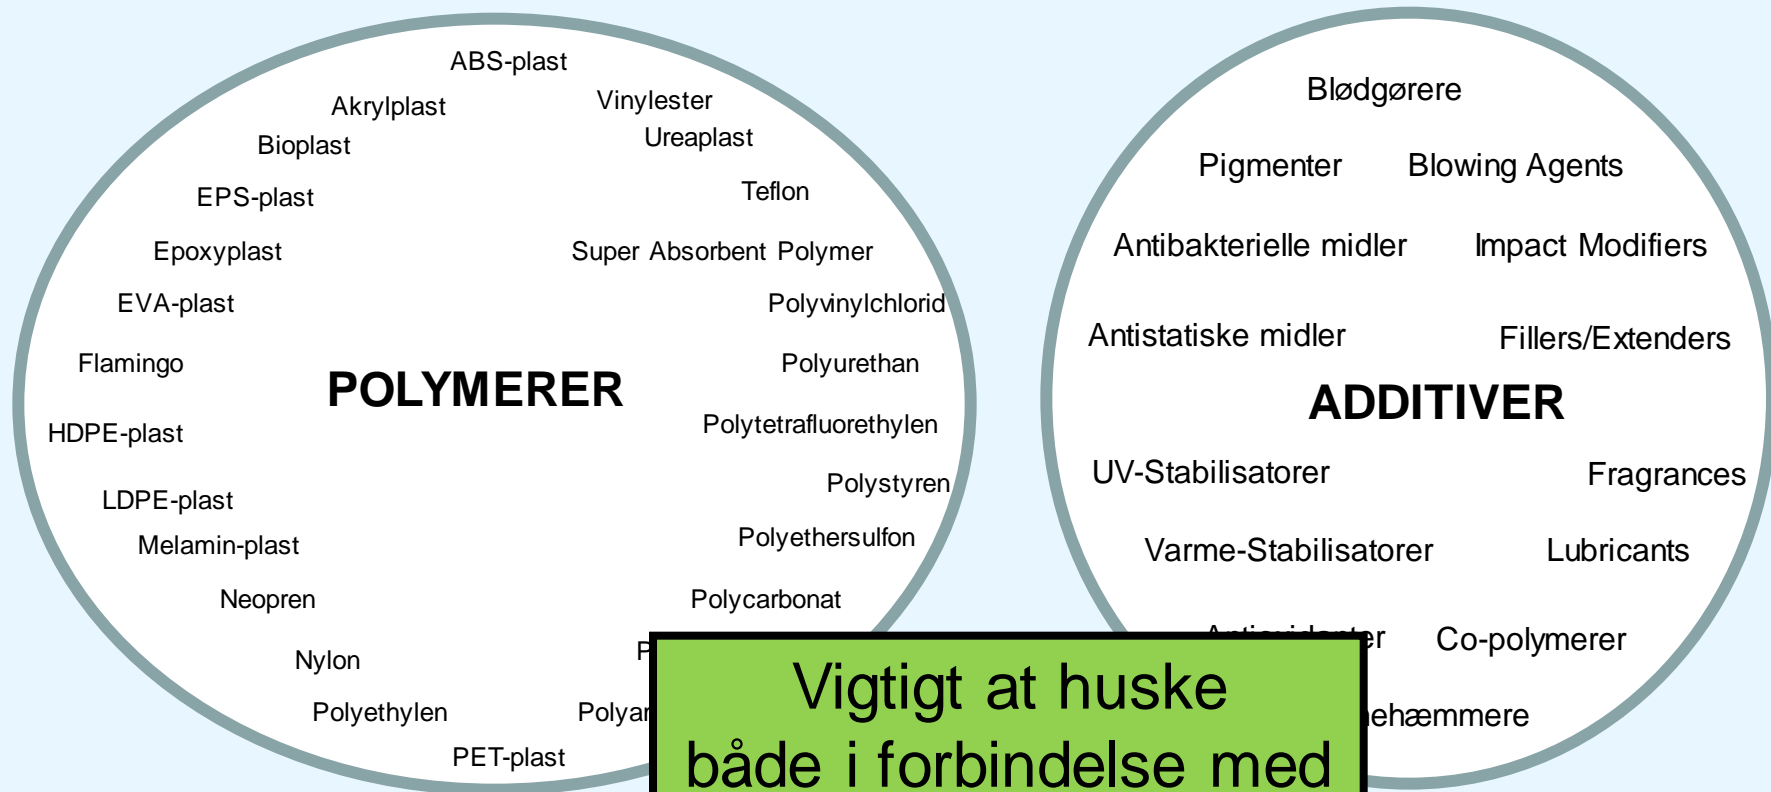 ABS-plast
Akrylplast
Vinylester
Bioplast
Ureaplast
EPS-plast
Teflon
Epoxyplast
Super Absorbent Polymer
EVA-plast
Polyvinylchlorid
Flamingo
Polyurethan
POLYMERER
HDPE-plast
Polytetrafluorethylen
LDPE-plast
Polystyren
Melamin-plast
Polyethersulfon
Neopren
Polycarbonat
Nylon
Polyethylen
PET-plast
Blødgørere
Pigmenter
Blowing Agents
Antibakterielle midler
Impact Modifiers
Antistatiske midler
Fillers/Extenders
ADDITIVER
UV-Stabilisatorer
Fragrances
Varme-Stabilisatorer
Lubricants
Co-polymerer
Vigtigt at huske
både i forbindelse med